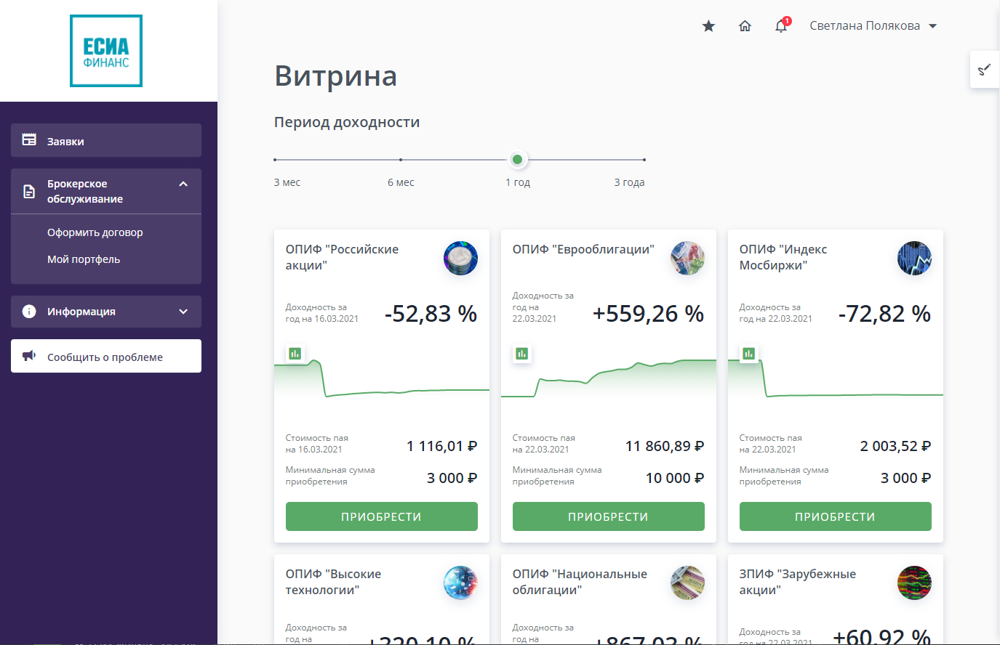 ЕСИА
ФИНАНС
1
Светлана Полякова
Заявки
Брокерское
обслуживание
Оформить договор
Мой портфель
Информация
Сообщить о проблеме
Витрина
Период доходности
3 мес
6 мес
1 год
3 года
ОПИФ "Российские
акции"
Доходность за
год на 16.03.2021
-52,83 %
Стоимость пая
на 16.03.2021
1 116,01 ₽
Минимальная сумма
приобретения
3 000 ₽
ПРИОБРЕСТИ
ОПИФ "Еврооблигации"
Доходность за
год на
22.03.2021
+559,26 %
Стоимость пая
на 22.03.2021
11 860,89 ₽
Минимальная сумма
приобретения
10 000 ₽
ПРИОБРЕСТИ
ОПИФ "Индекс
Мосбиржи"
Доходность за
год на 22.03.2021
-72,82 %
Стоимость пая
на 22.03.2021
2 003,52 ₽
Минимальная сумма
приобретения
3 000 ₽
ПРИОБРЕСТИ
ОПИФ "Высокие
технологии"
Доходность за
год на
+320,10 %
ОПИФ "Национальные
облигации"
Доходность за
год на
+867,03 %
ЗПИФ "Зарубежные
акции"
Доходность за
год на 22.03.2021
+60,92 %